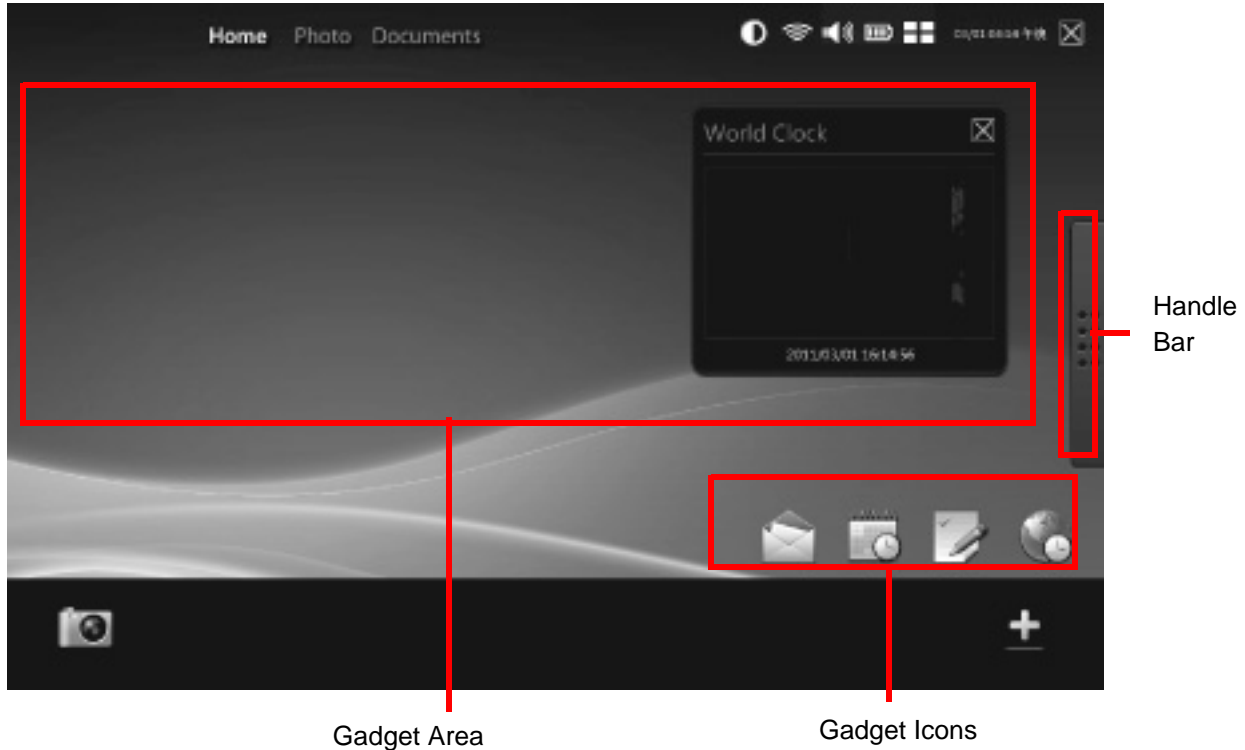 Home Photo Documents
World Clock
2011/03/01 16:14:56
Handle
Bar
Gadget Area
Gadget Icons